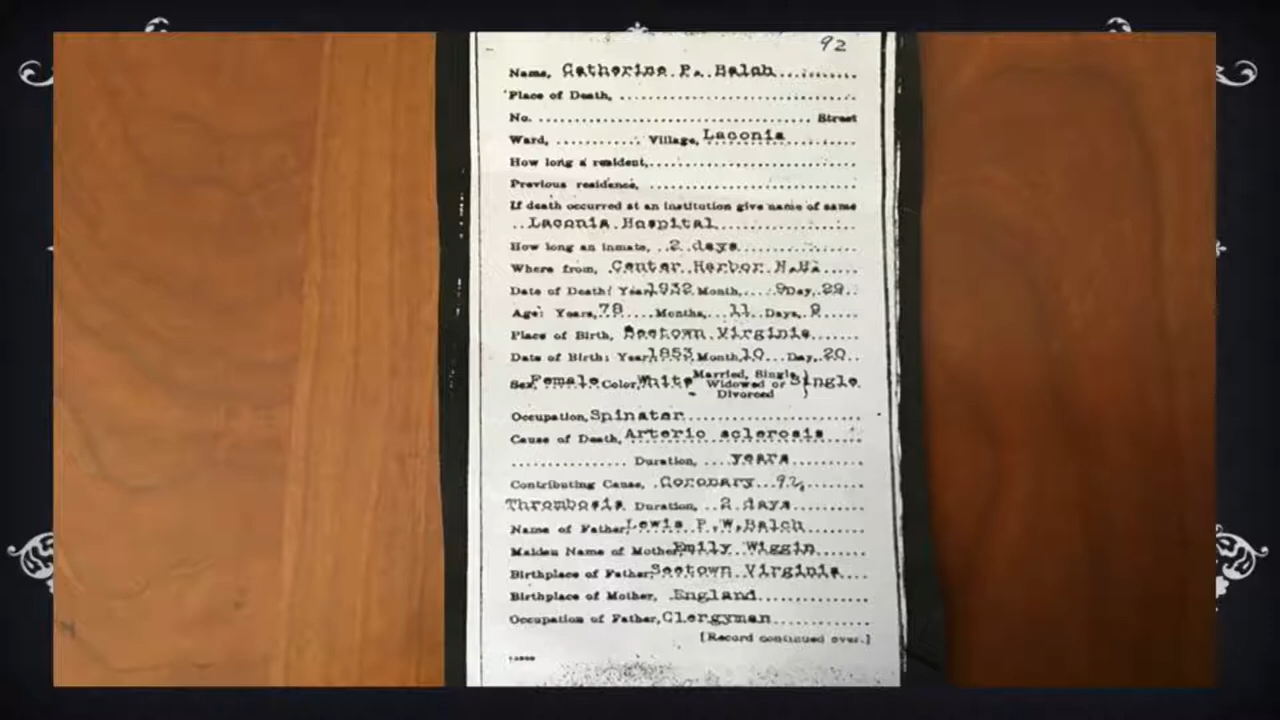 92
Name, Catherine P. Balch
Place of Death,
No. Street
Ward, Village, Laconia
How long a resident,
Previous residence,
If death occurred at an institution give name of same
Laconia Hospital
How long an inmate, 2 days
Where from, Center Harbor N.H.
Date of Death: Year, 1932 Month, 9 Day, 29
Age: Years, 78 Months, 11 Days, 9
Place of Birth, Seetown Virginia
Date of Birth: Year, 1853 Month, 10 Day, 20
Sex, Female Color, White Married, Single, Widowed or Divorced } Single
Occupation, Spinster
Cause of Death, Arterio sclerosis
Duration, years
Contributing Cause, Coronary 92
Thrombosis Duration, 2 days
Name of Father, Lewis P.W. Balch
Maiden Name of Mother, Emily Wiggin
Birthplace of Father, Seetown Virginia
Birthplace of Mother, England
Occupation of Father, Clergyman
[Record continued over.]